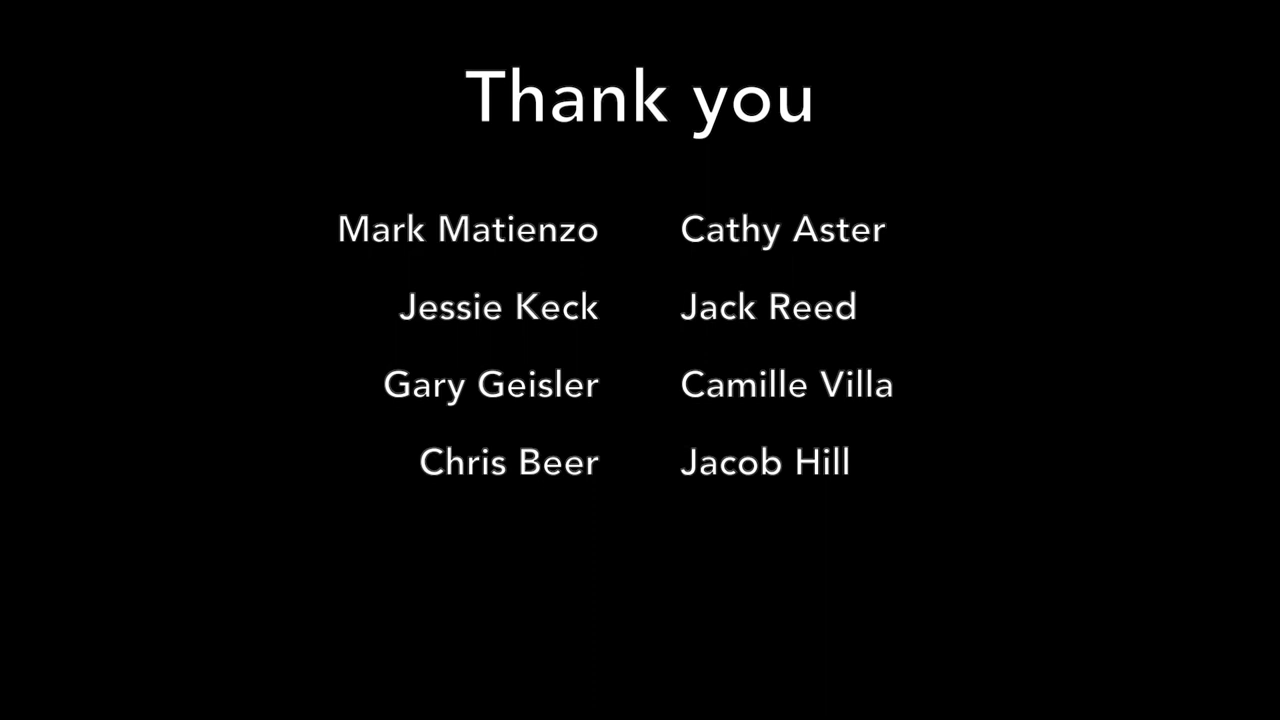 Thank you
Mark Matienzo Cathy Aster
Jessie Keck Jack Reed
Gary Geisler Camille Villa
Chris Beer Jacob Hill